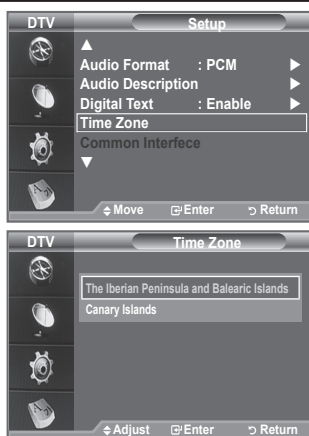 DTV Setup
▲
Audio Format : PCM ▶
Audio Description ▶
Digital Text : Enable ▶
Time Zone
Common Interfece
▼
Move Enter Return
DTV Time Zone
The Iberian Peninsula and Balearic Islands
Canary Islands
Adjust Enter Return